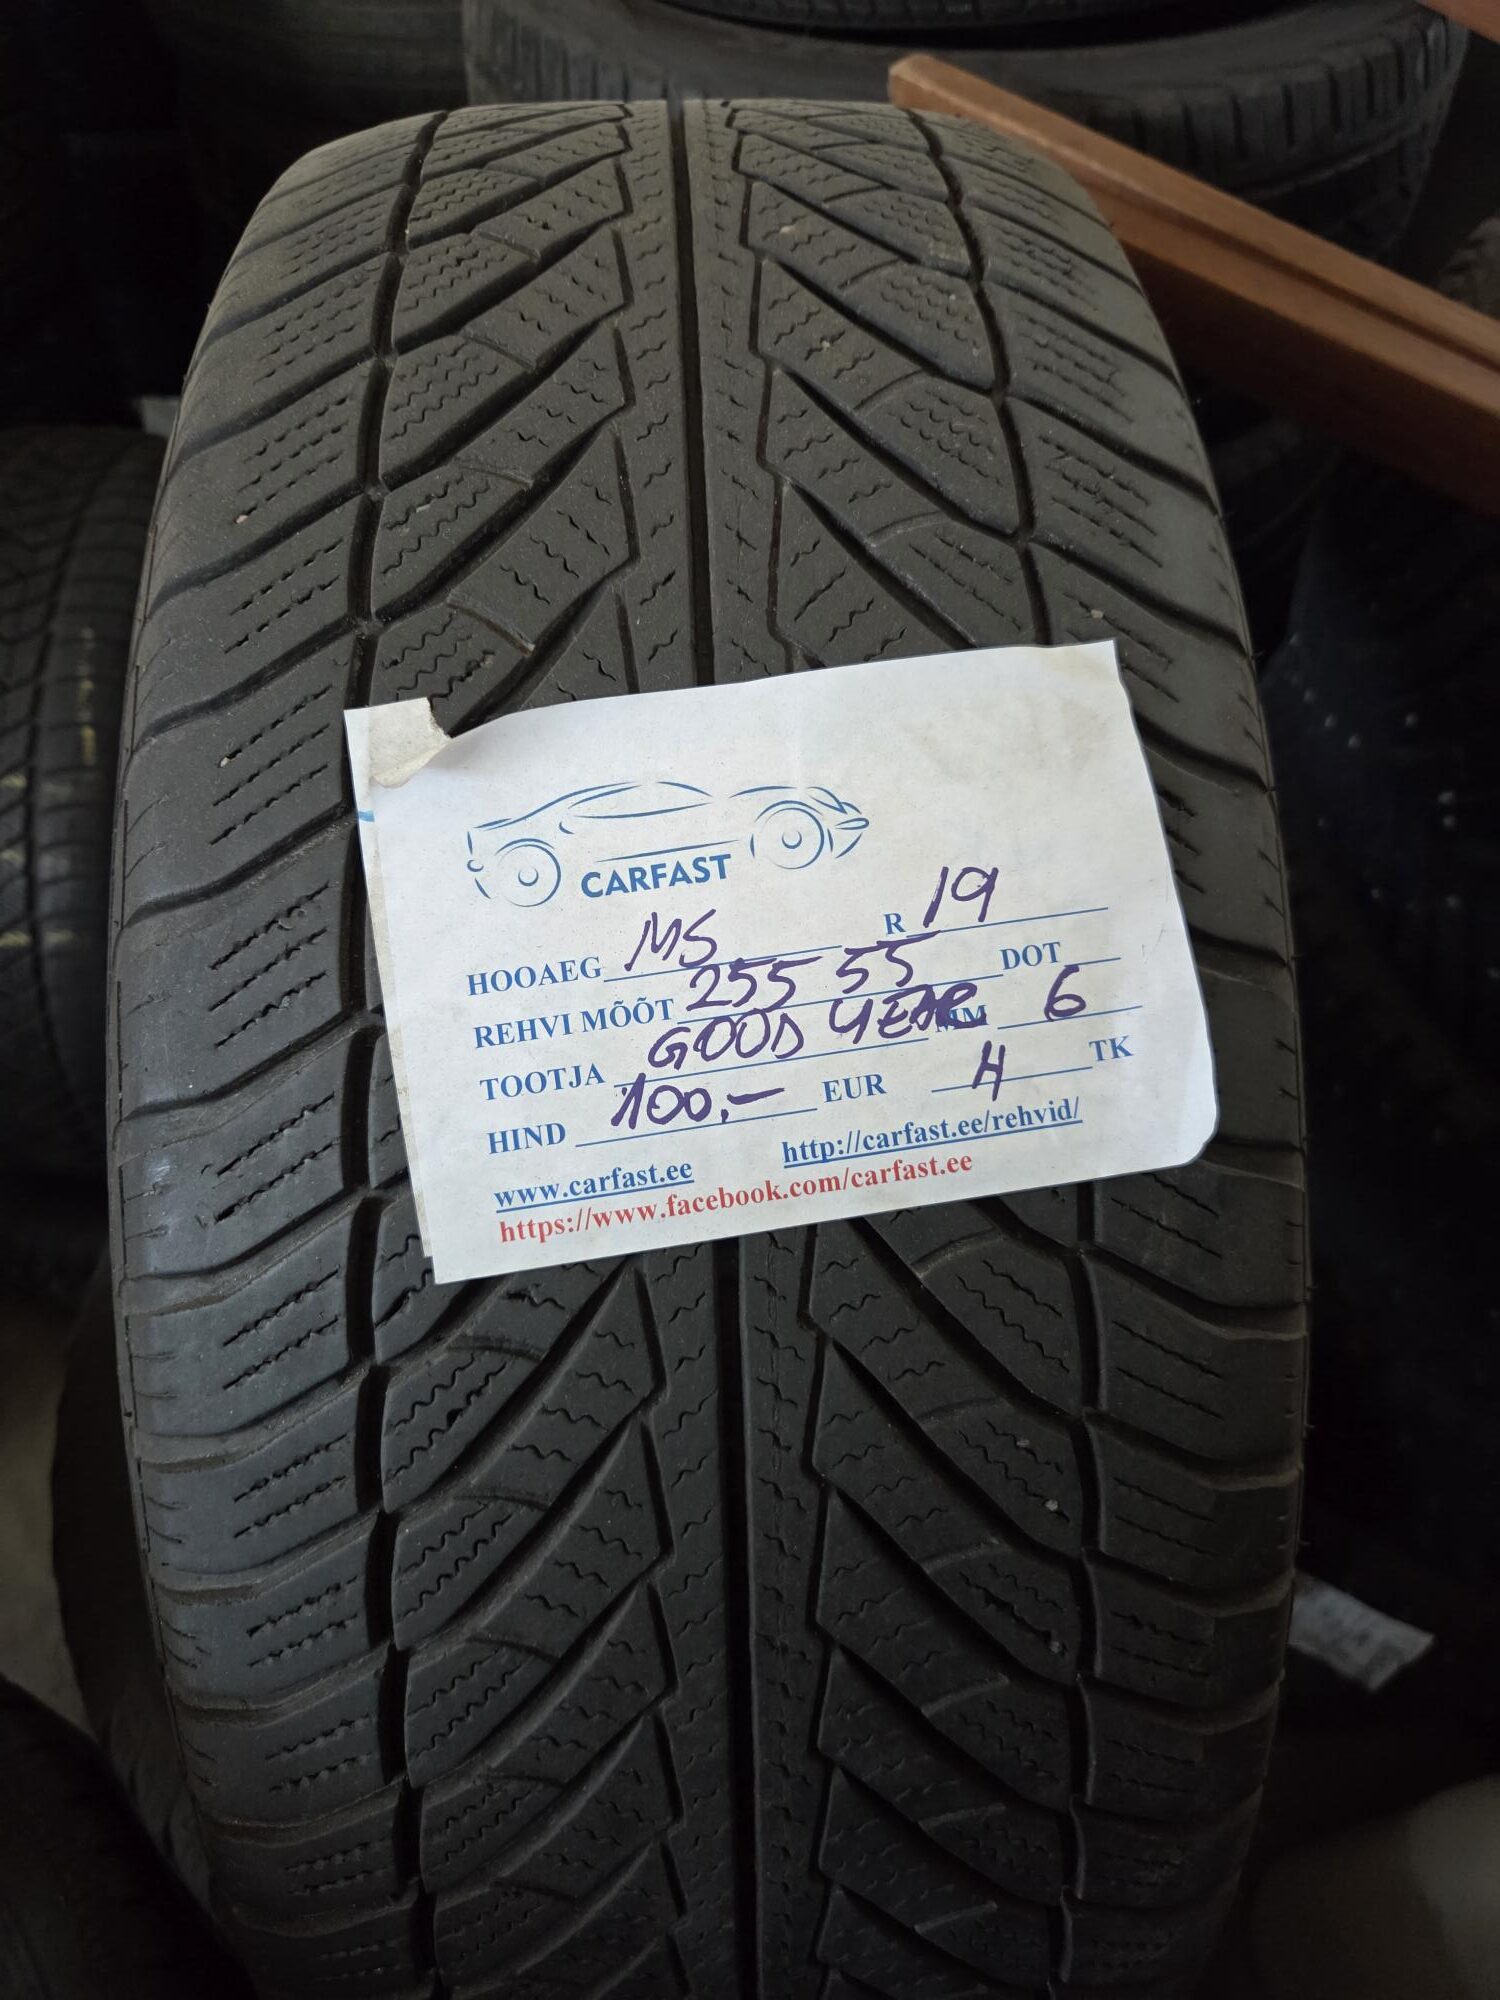 CARFAST
HOOAEG MS R 19
REHVI MÕÕT 255 55 DOT
TOOTJA GOOD YEAR MM 6
HIND 100.- EUR 4 TK
www.carfast.ee http://carfast.ee/rehvid/
https://www.facebook.com/carfast.ee